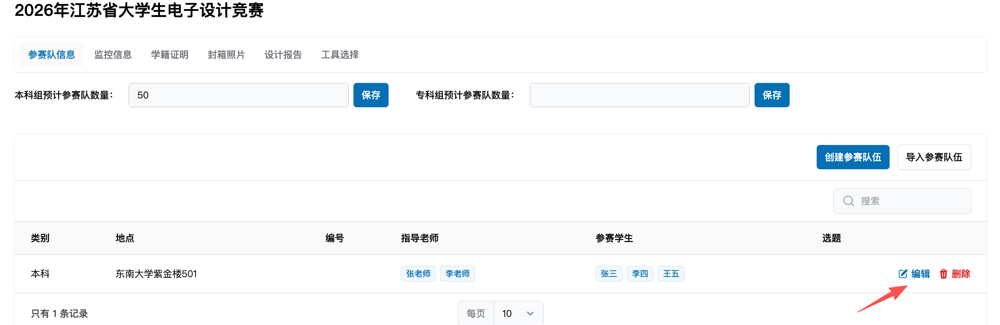 2026年江苏省大学生电子设计竞赛
参赛队信息 监控信息 学籍证明 封箱照片 设计报告 工具选择
本科组预计参赛队数量： 50 保存 专科组预计参赛队数量： 保存
创建参赛队伍 导入参赛队伍
搜索
类别 地点 编号 指导老师 参赛学生 选题
本科 东南大学紫金楼501 张老师 李老师 张三 李四 王五 编辑 删除
只有 1 条记录 每页 10